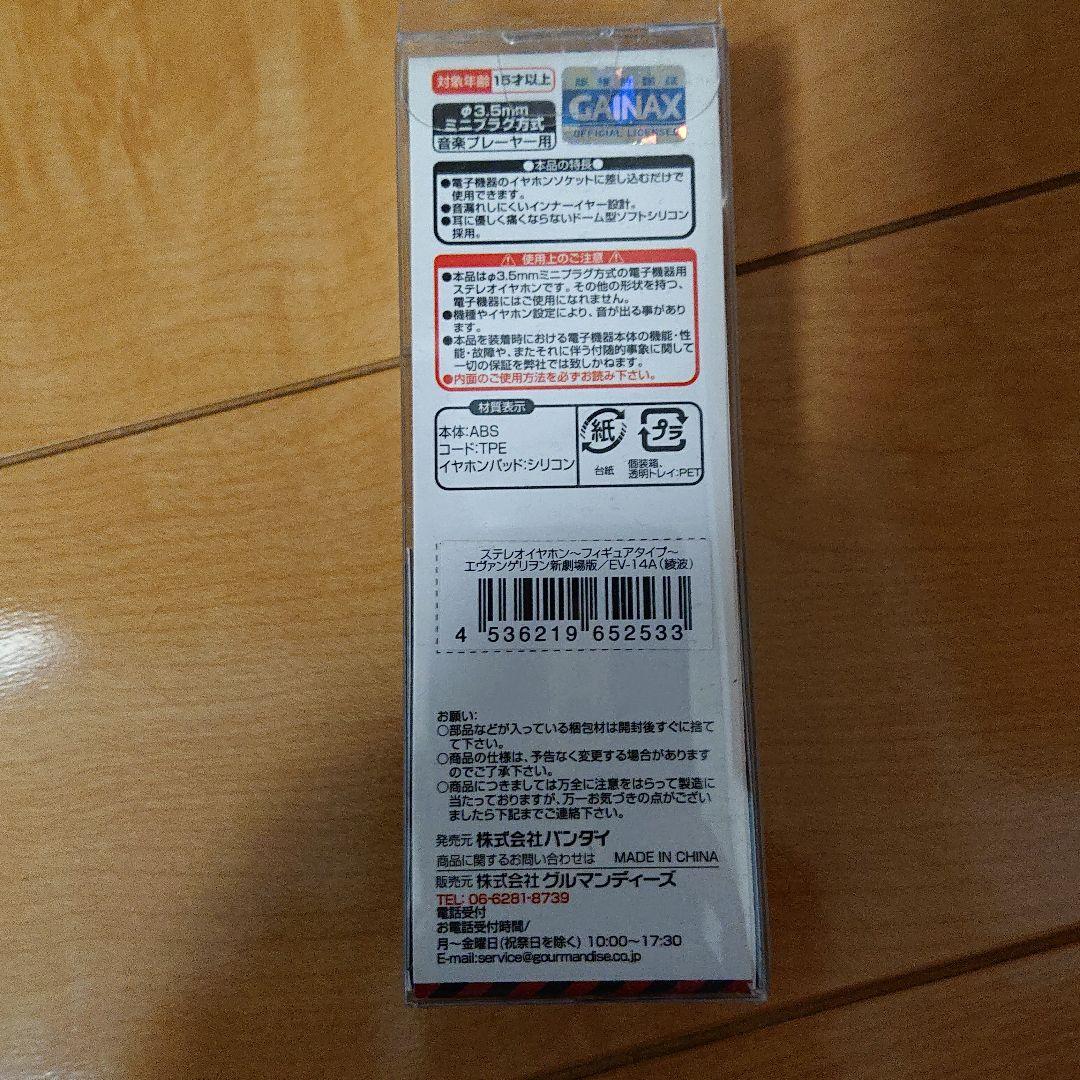 対象年齢 15才以上
版権許諾証
GAINAX
OFFICIAL LICENSED
φ3.5mm
ミニプラグ方式
音楽プレーヤー用
●本品の特長●
●電子機器のイヤホンソケットに差し込むだけで
使用できます。
●音漏れしにくいインナーイヤー設計。
●耳に優しく痛くならないドーム型ソフトシリコン
採用。
使用上のご注意
●本品はφ3.5mmミニプラグ方式の電子機器用
ステレオイヤホンです。その他の形状を持つ、
電子機器にはご使用になれません。
●機種やイヤホン設定により、音が出る事があり
ます。
●本品を装着時における電子機器本体の機能・性
能・故障や、またそれに伴う付随的事象に関して
一切の保証を弊社では致しかねます。
●内面のご使用方法を必ずお読み下さい。
材質表示
本体:ABS
コード:TPE
イヤホンパッド:シリコン
紙
台紙
プラ
個装箱、
透明トレイ:PET
ステレオイヤホン〜フィギュアタイプ〜
エヴァンゲリヲン新劇場版/EV-14A(綾波)
4 536219 652533
お願い:
○部品などが入っている梱包材は開封後すぐに捨て
て下さい。
○商品の仕様は、予告なく変更する場合があります
のでご了承下さい。
○商品につきましては万全に注意をはらって製造に
当たっておりますが、万一お気づきの点がござい
ましたら下記までご連絡下さい。
発売元 株式会社バンダイ
商品に関するお問い合わせは MADE IN CHINA
販売元 株式会社グルマンディーズ
TEL: 06-6281-8739
電話受付
お電話受付時間/
月〜金曜日(祝祭日を除く) 10:00〜17:30
E-mail:service@gourmandise.co.jp